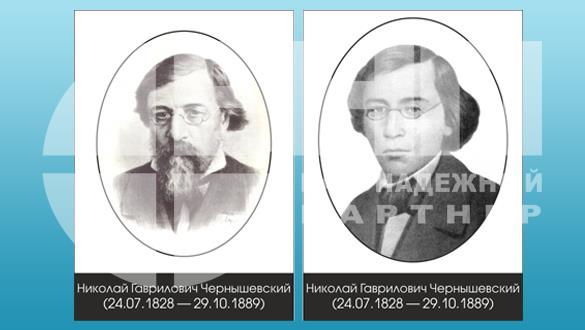 Николай Гаврилович Чернышевский
(24.07.1828 — 29.10.1889)
Николай Гаврилович Чернышевский
(24.07.1828 — 29.10.1889)
НАДЕЖНЫЙ
ПАРТНЕР